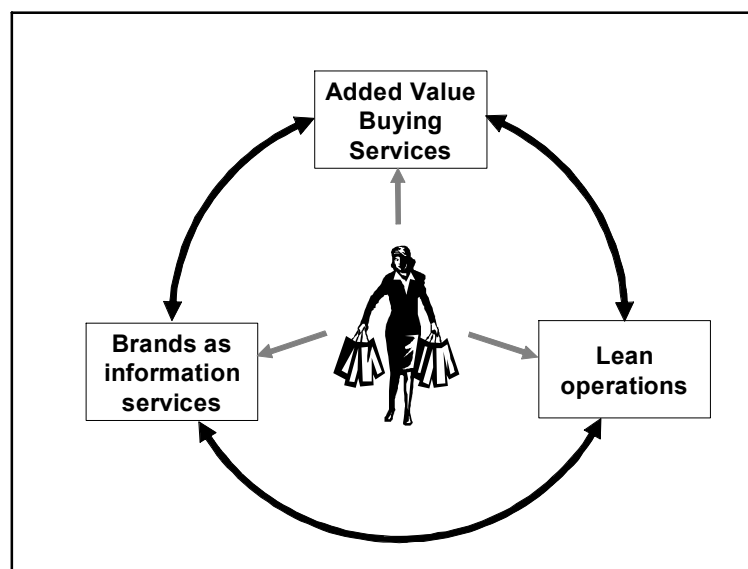 Added Value
Buying
Services
Brands as
information
services
Lean
operations